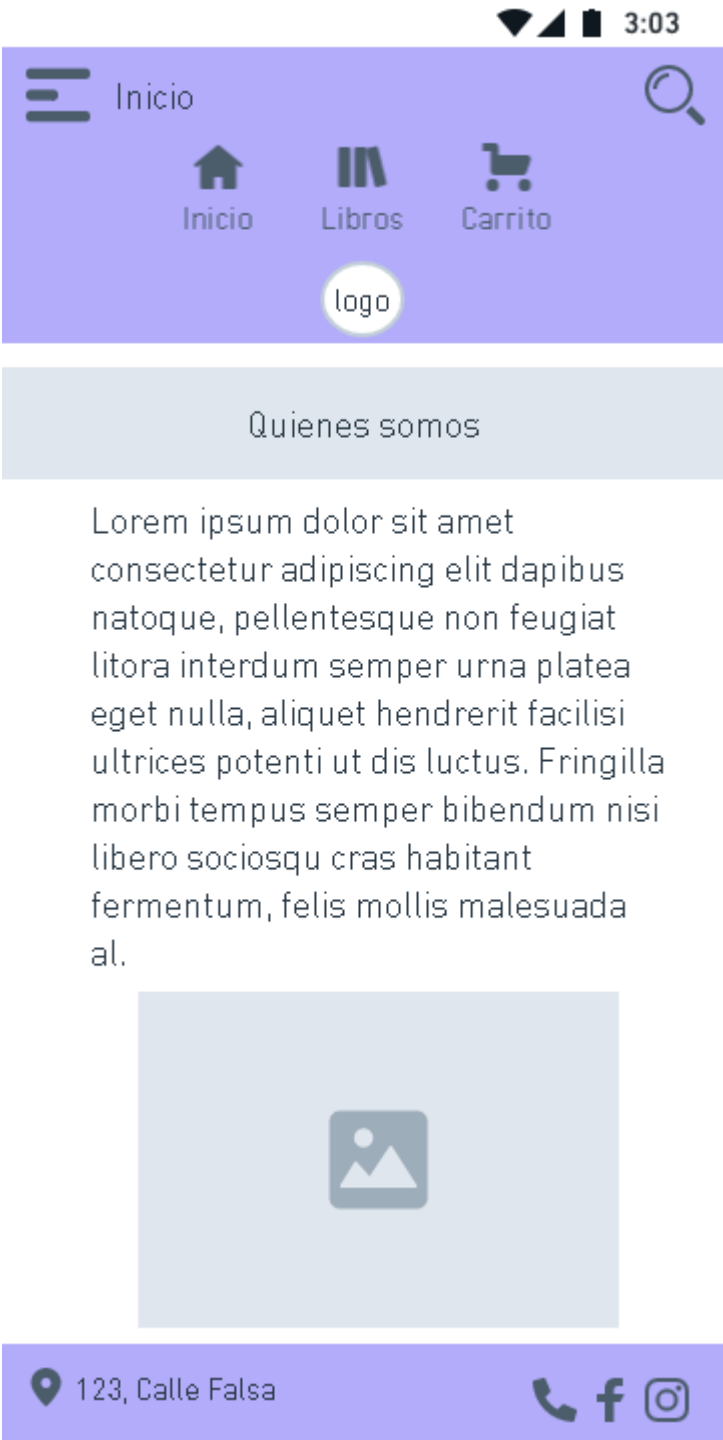 3:03
Inicio
Inicio Libros Carrito
logo
Quienes somos
Lorem ipsum dolor sit amet
consectetur adipiscing elit dapibus
natoque, pellentesque non feugiat
litora interdum semper urna platea
eget nulla, aliquet hendrerit facilisi
ultrices potenti ut dis luctus. Fringilla
morbi tempus semper bibendum nisi
libero sociosqu cras habitant
fermentum, felis mollis malesuada
al.
123, Calle Falsa